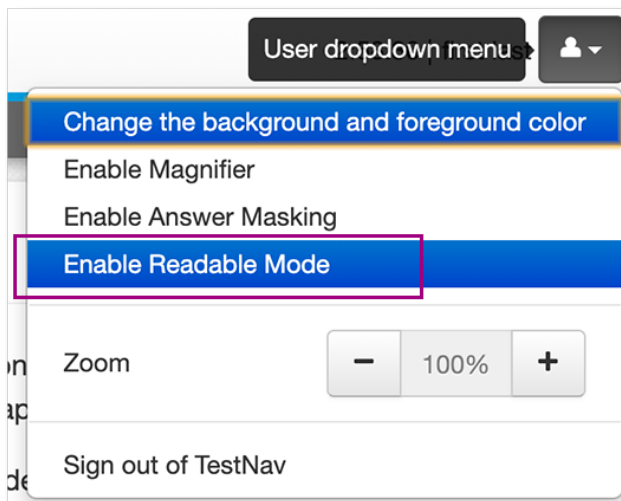 User dropdown menu
Change the background and foreground color
Enable Magnifier
Enable Answer Masking
Enable Readable Mode
Zoom − 100% +
Sign out of TestNav